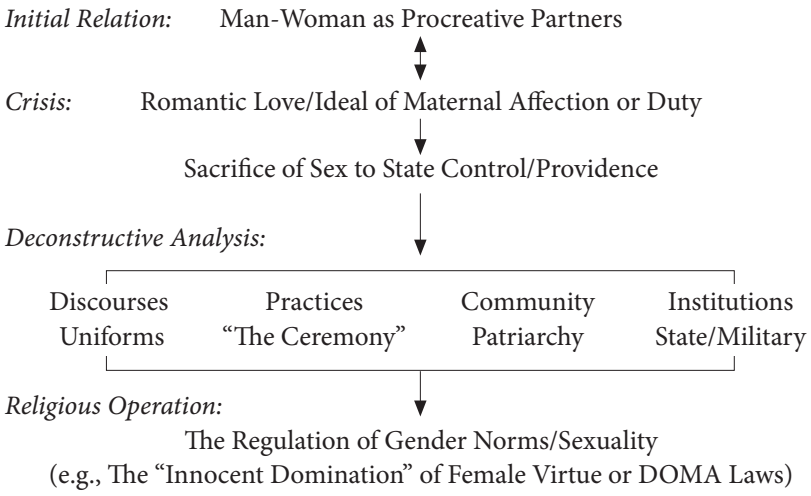 Initial Relation: Man-Woman as Procreative Partners
Crisis: Romantic Love/Ideal of Maternal Affection or Duty
Sacrifice of Sex to State Control/Providence
Deconstructive Analysis:
Discourses Practices Community Institutions
Uniforms “The Ceremony” Patriarchy State/Military
Religious Operation:
The Regulation of Gender Norms/Sexuality
(e.g., The “Innocent Domination” of Female Virtue or DOMA Laws)